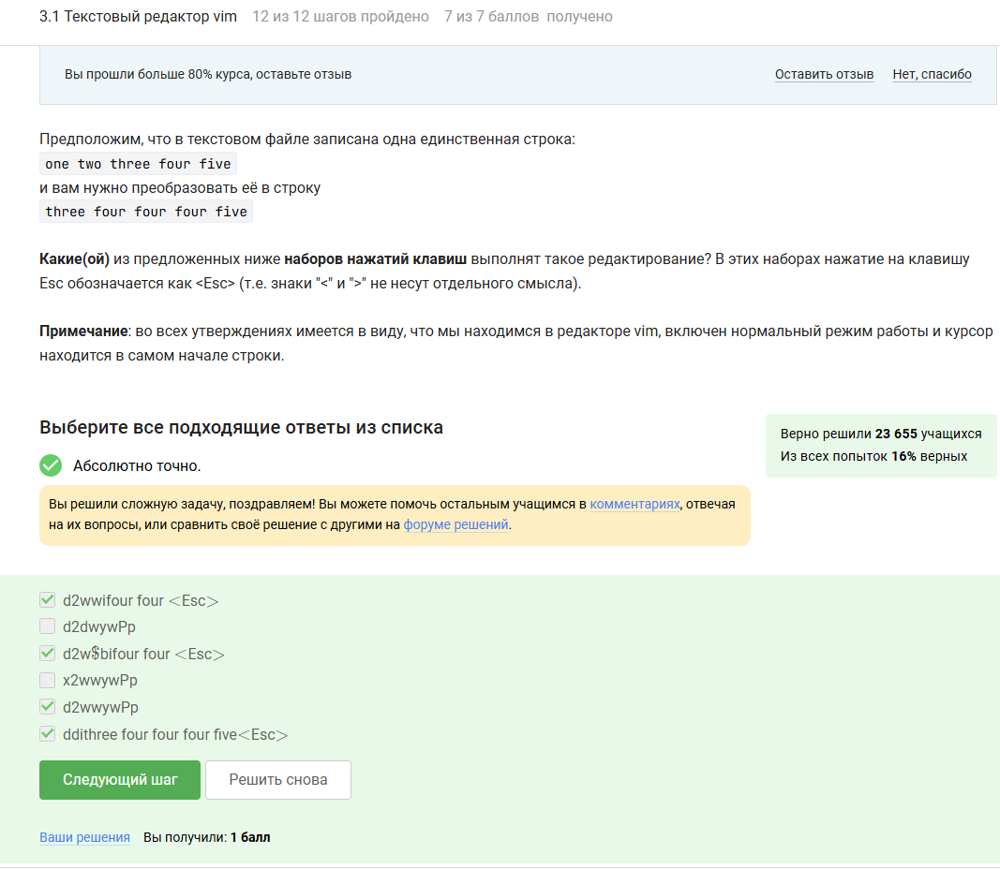 3.1 Текстовый редактор vim 12 из 12 шагов пройдено 7 из 7 баллов получено
Вы прошли больше 80% курса, оставьте отзыв Оставить отзыв Нет, спасибо
Предположим, что в текстовом файле записана одна единственная строка:
one two three four five
и вам нужно преобразовать её в строку
three four four four five
Какие(ой) из предложенных ниже наборов нажатий клавиш выполнят такое редактирование? В этих наборах нажатие на клавишу
Esc обозначается как <Esc> (т.е. знаки "<" и ">" не несут отдельного смысла).
Примечание: во всех утверждениях имеется в виду, что мы находимся в редакторе vim, включен нормальный режим работы и курсор
находится в самом начале строки.
Выберите все подходящие ответы из списка
Верно решили 23 655 учащихся
Из всех попыток 16% верных
Абсолютно точно.
Вы решили сложную задачу, поздравляем! Вы можете помочь остальным учащимся в комментариях, отвечая
на их вопросы, или сравнить своё решение с другими на форуме решений.
d2wwifour four <Esc>
d2dwywPp
d2w$bifour four <Esc>
x2wwywPp
d2wwywPp
ddithree four four four five<Esc>
Следующий шаг Решить снова
Ваши решения Вы получили: 1 балл